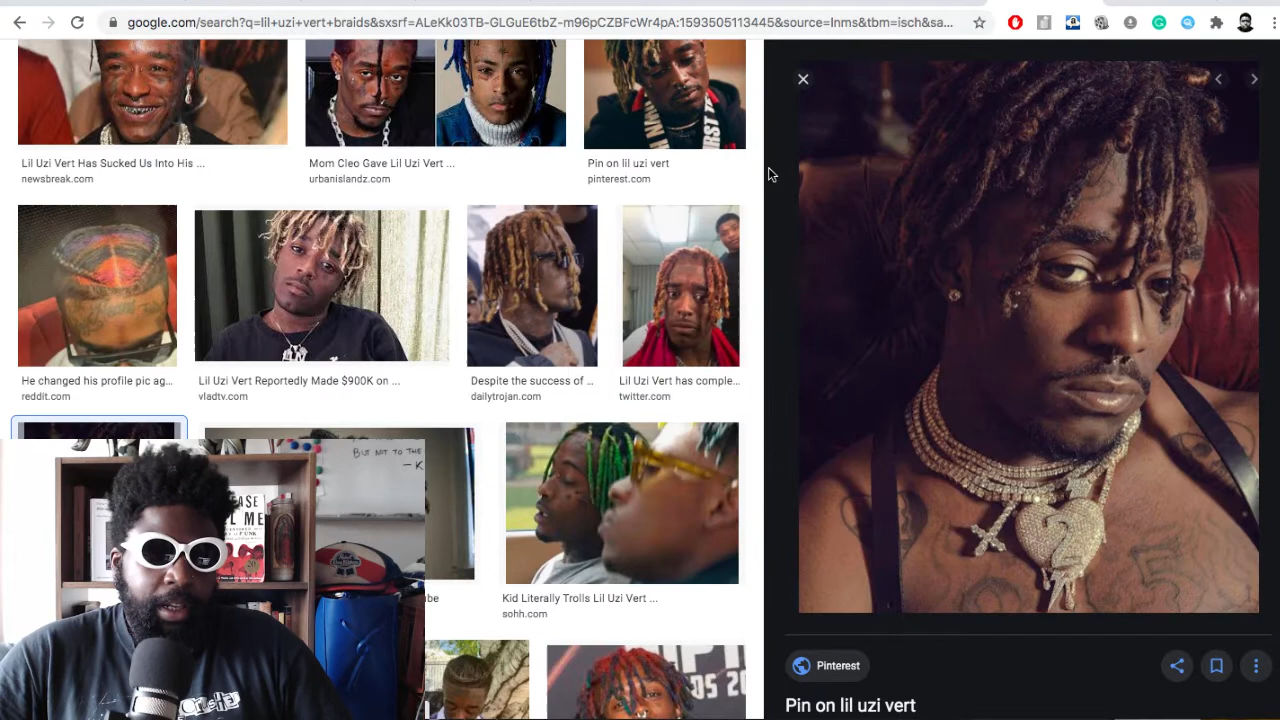 google.com/search?q=lil+uzi+vert+braids&sxsrf=ALeKk03TB-GLGuE6tbZ-m96pCZBFcWr4pA:1593505113445&source=lnms&tbm=isch&sa...
Lil Uzi Vert Has Sucked Us Into His ...
newsbreak.com
Mom Cleo Gave Lil Uzi Vert ...
urbanislandz.com
Pin on lil uzi vert
pinterest.com
He changed his profile pic ag...
reddit.com
Lil Uzi Vert Reportedly Made $900K on ...
vladtv.com
Despite the success of ...
dailytrojan.com
Lil Uzi Vert has comple...
twitter.com
BUT NOT TO THE
-K
Kid Literally Trolls Lil Uzi Vert ...
sohh.com
Pinterest
Pin on lil uzi vert